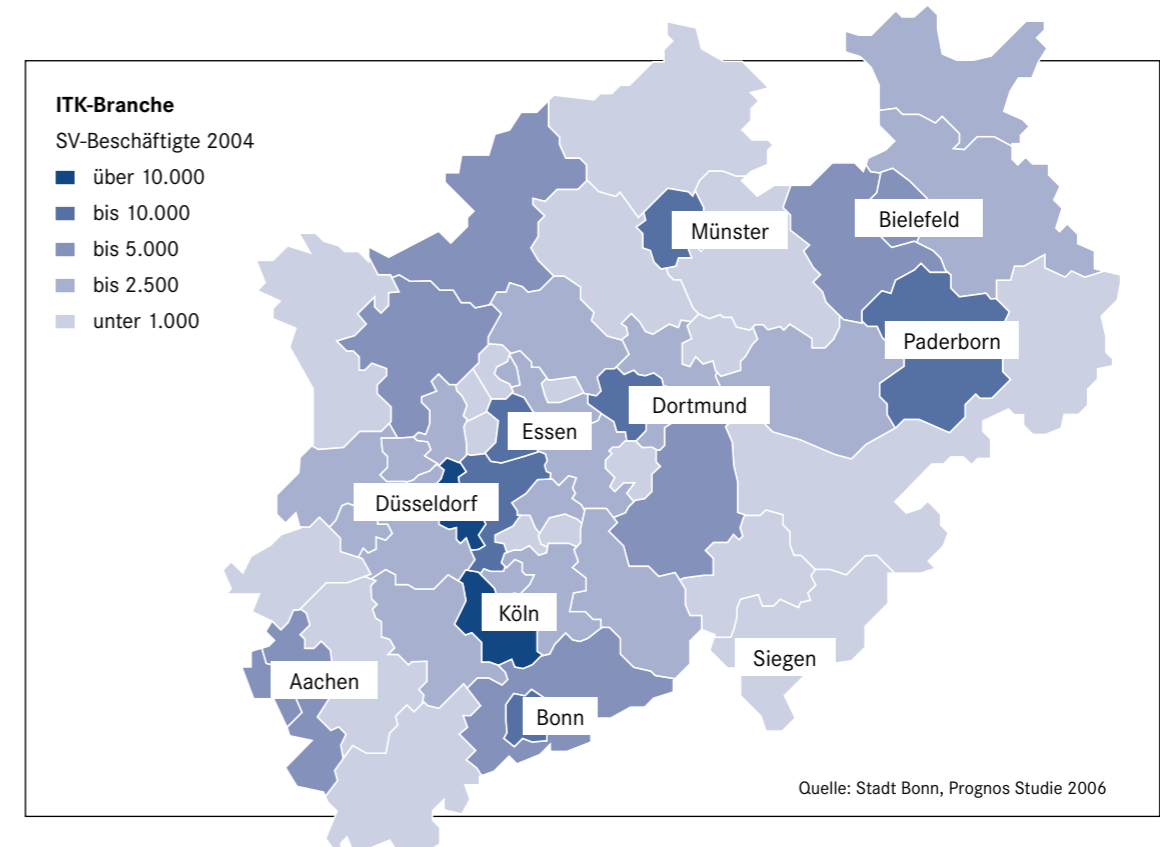 ITK-Branche
SV-Beschäftigte 2004
über 10.000
bis 10.000
bis 5.000
bis 2.500
unter 1.000
Münster
Bielefeld
Paderborn
Dortmund
Essen
Düsseldorf
Köln
Siegen
Aachen
Bonn
Quelle: Stadt Bonn, Prognos Studie 2006